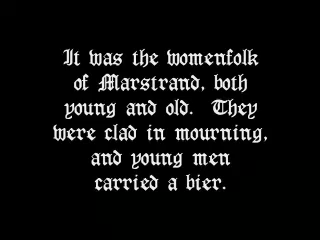 It was the womenfolk
of Marstrand, both
young and old. They
were clad in mourning,
and young men
carried a bier.